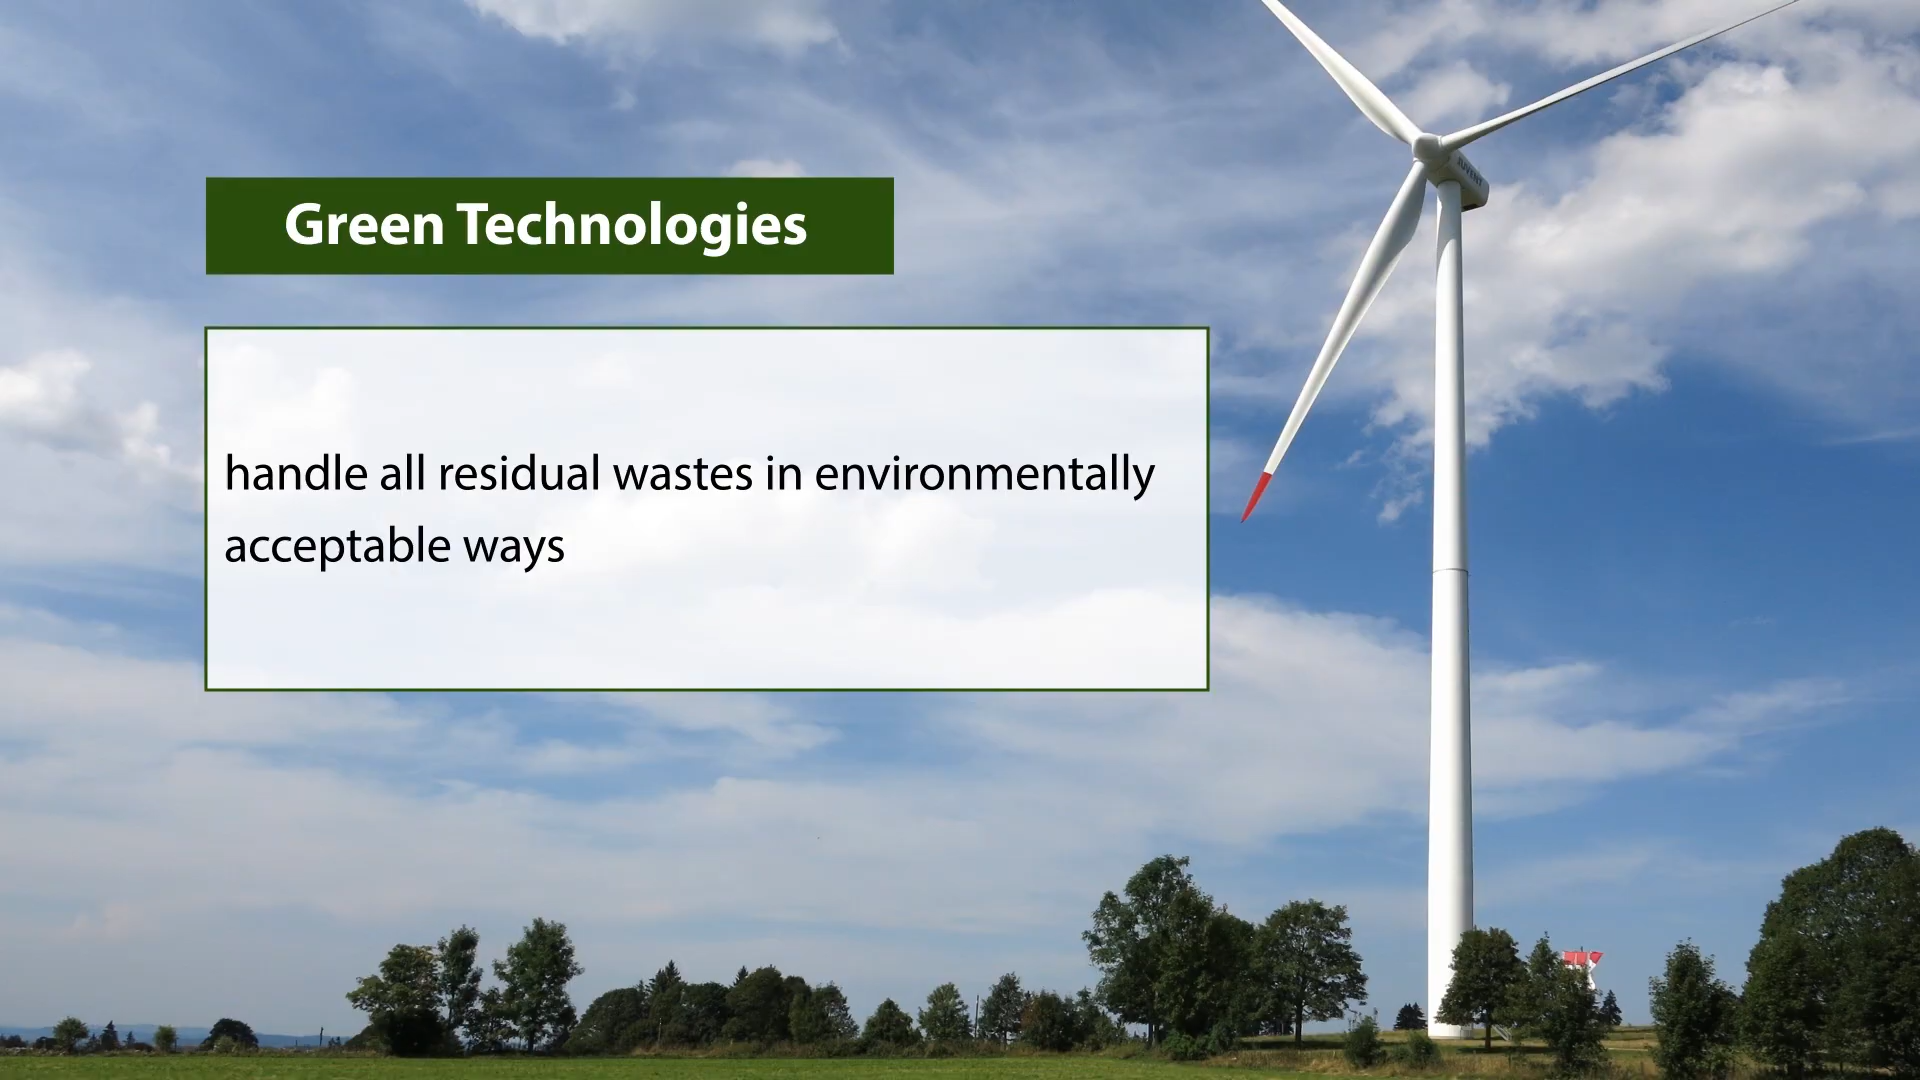 Green Technologies
handle all residual wastes in environmentally
acceptable ways